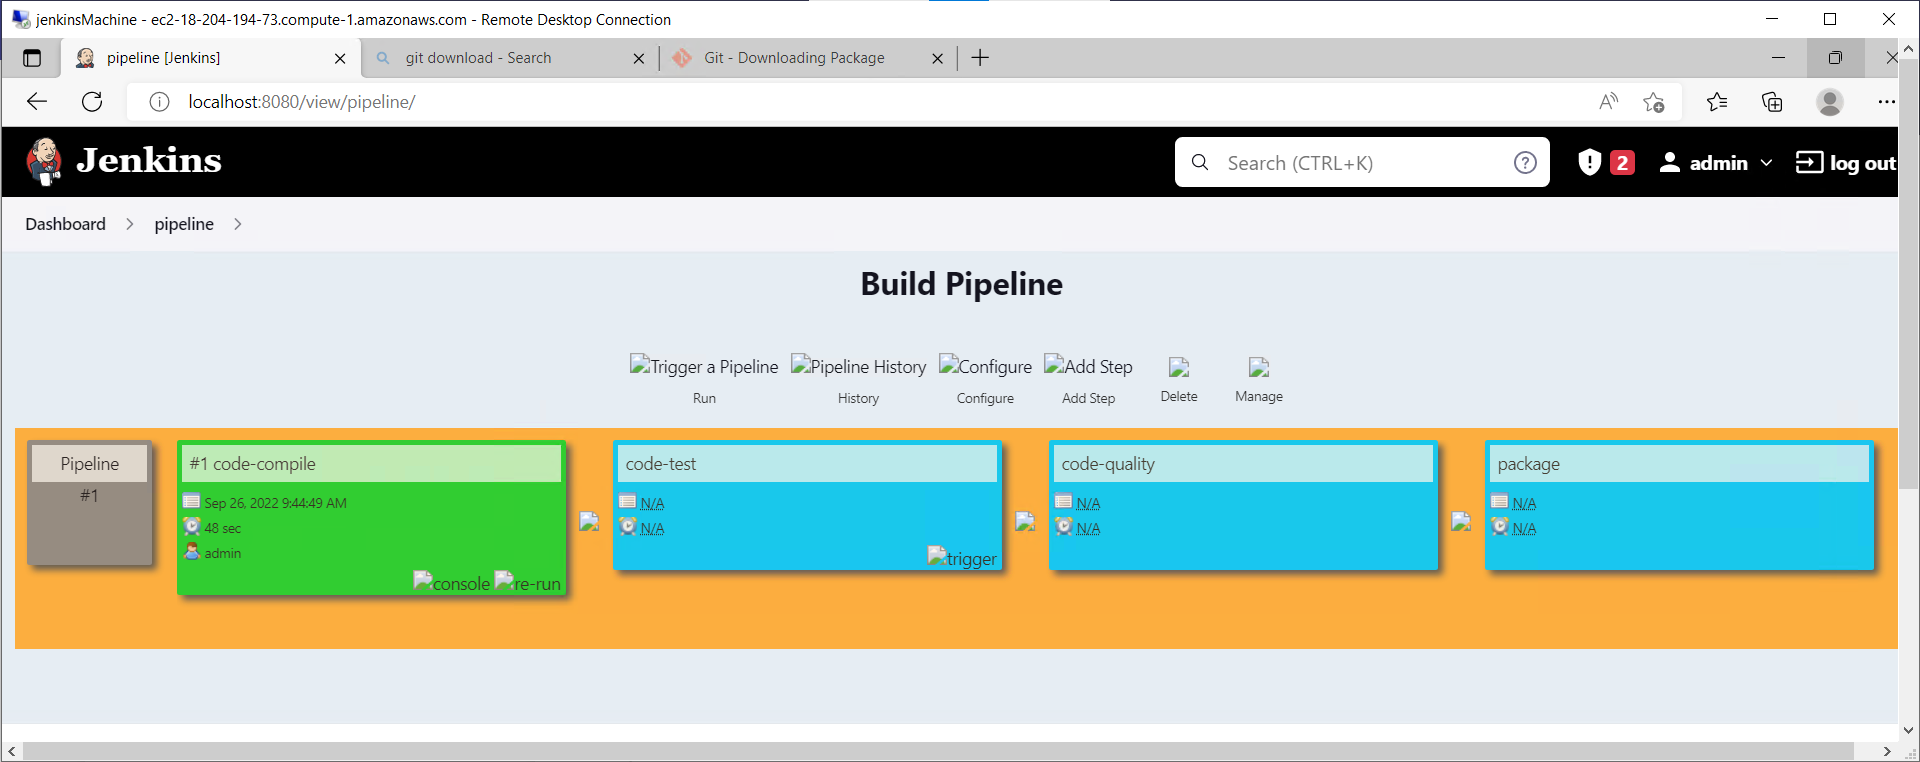 jenkinsMachine - ec2-18-204-194-73.compute-1.amazonaws.com - Remote Desktop Connection
pipeline [Jenkins]
git download - Search
Git - Downloading Package
localhost:8080/view/pipeline/
Jenkins
Search (CTRL+K)
2
admin
log out
Dashboard
pipeline
Build Pipeline
Trigger a Pipeline
Pipeline History
Configure
Add Step
Run
History
Configure
Add Step
Delete
Manage
Pipeline
#1
#1 code-compile
Sep 26, 2022 9:44:49 AM
48 sec
admin
console
re-run
code-test
N/A
N/A
trigger
code-quality
N/A
N/A
package
N/A
N/A